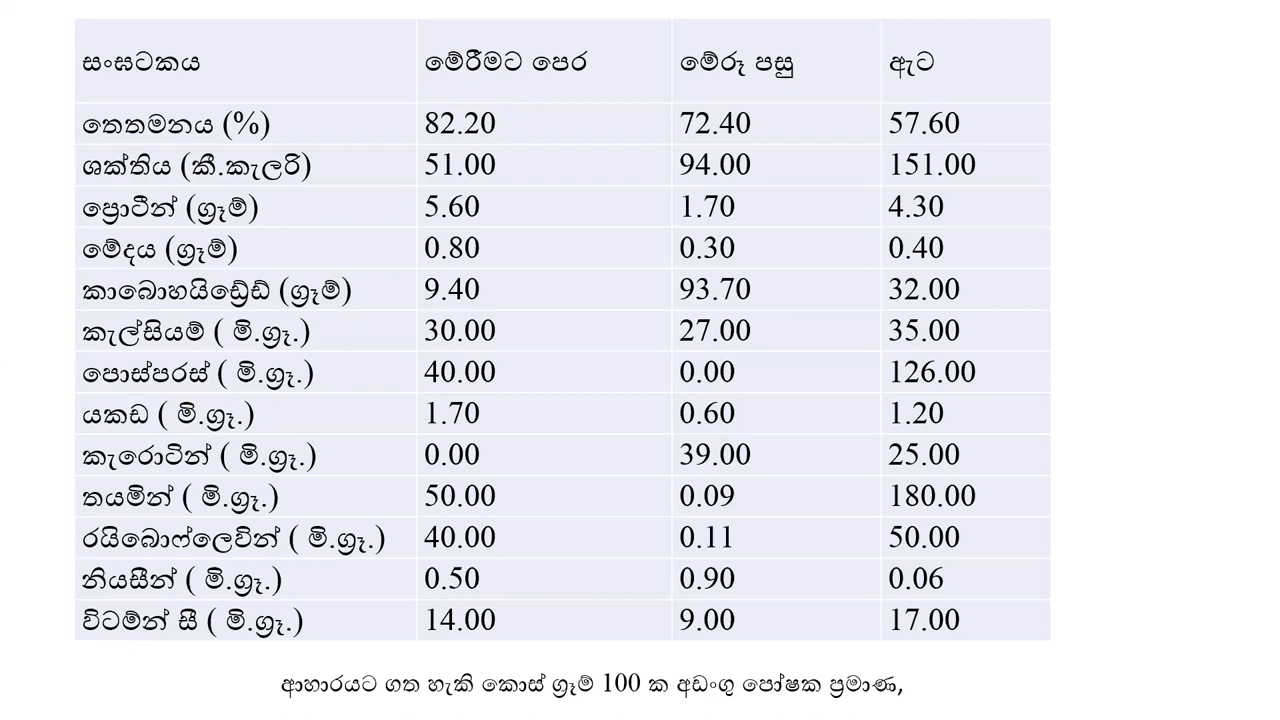 සංඝටකය මේරීමට පෙර මේරූ පසු ඇට
තෙතමනය (%) 82.20 72.40 57.60
ශක්තිය (කි.කැලරි) 51.00 94.00 151.00
ප්‍රොටීන් (ග්‍රෑම්) 5.60 1.70 4.30
මේදය (ග්‍රෑම්) 0.80 0.30 0.40
කාබොහයිඩ්‍රේඩ් (ග්‍රෑම්) 9.40 93.70 32.00
කැල්සියම් ( මි.ග්‍රෑ.) 30.00 27.00 35.00
පොස්පරස් ( මි.ග්‍රෑ.) 40.00 0.00 126.00
යකඩ ( මි.ග්‍රෑ.) 1.70 0.60 1.20
කැරොටින් ( මි.ග්‍රෑ.) 0.00 39.00 25.00
තයමින් ( මි.ග්‍රෑ.) 50.00 0.09 180.00
රයිබොෆ්ලෙවින් ( මි.ග්‍රෑ.) 40.00 0.11 50.00
නියසීන් ( මි.ග්‍රෑ.) 0.50 0.90 0.06
විටම්න් සී ( මි.ග්‍රෑ.) 14.00 9.00 17.00
ආහාරයට ගත හැකි කොස් ග්‍රෑම් 100 ක අඩංගු පෝෂක ප්‍රමාණ,